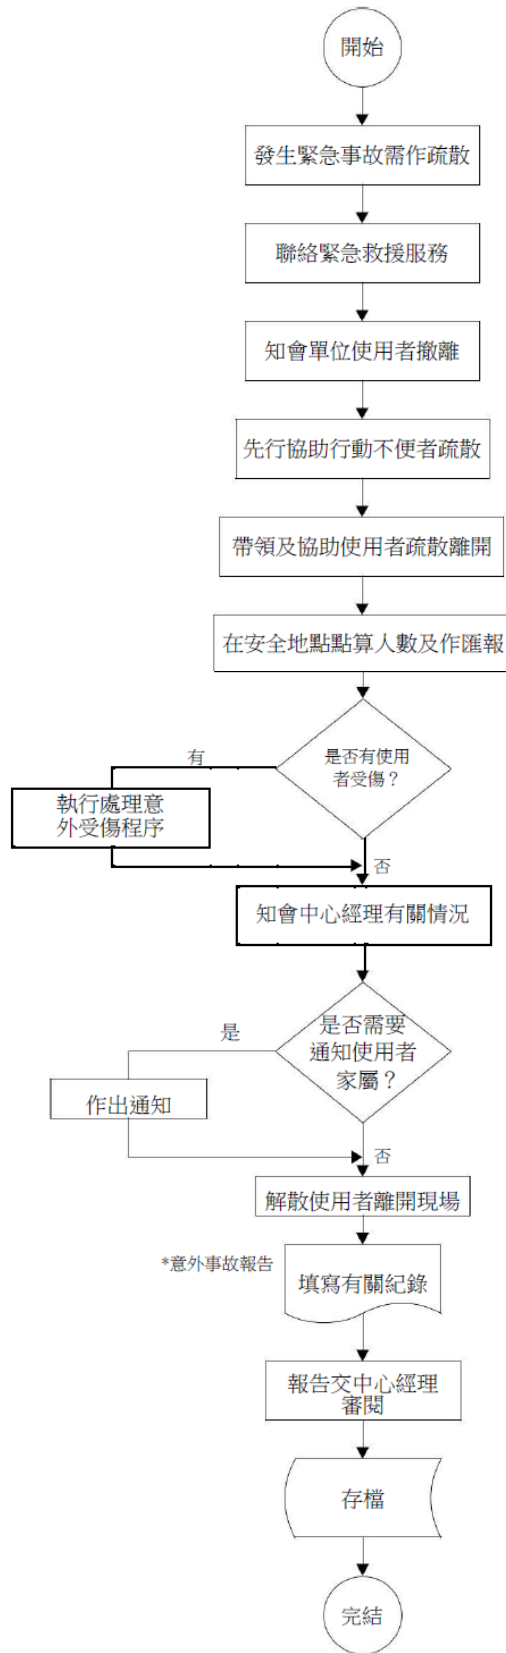 開始
發生緊急事故需作疏散
聯絡緊急救援服務
知會單位使用者撤離
先行協助行動不便者疏散
帶領及協助使用者疏散離開
在安全地點點算人數及作匯報
是否有使用
者受傷？
有
執行處理意
外受傷程序
否
知會中心經理有關情況
是否需要
通知使用者
家屬？
是
作出通知
否
解散使用者離開現場
*意外事故報告
填寫有關紀錄
報告交中心經理
審閱
存檔
完結